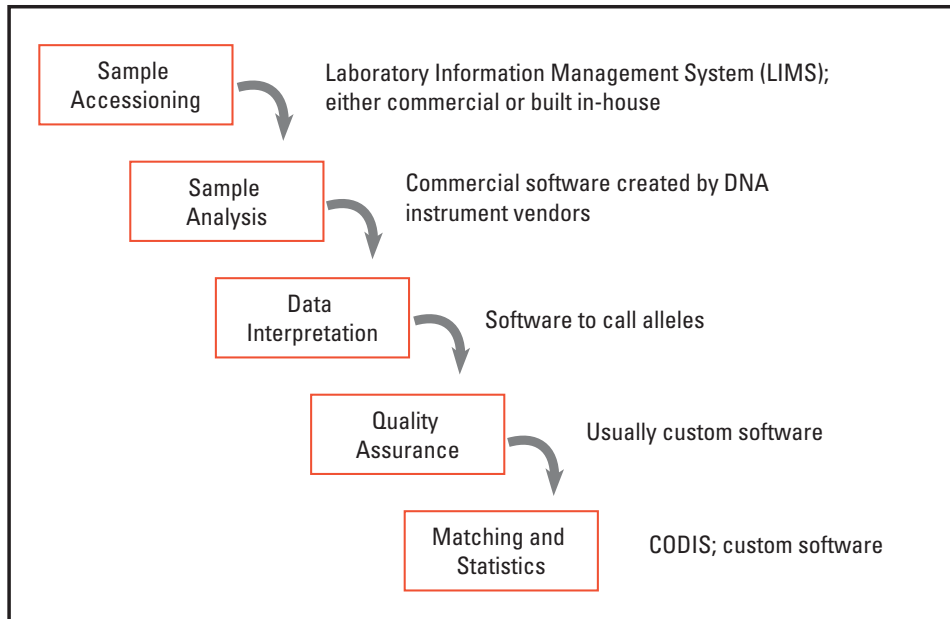 Sample
Accessioning
Laboratory Information Management System (LIMS);
either commercial or built in-house
Sample
Analysis
Commercial software created by DNA
instrument vendors
Data
Interpretation
Software to call alleles
Quality
Assurance
Usually custom software
Matching and
Statistics
CODIS; custom software